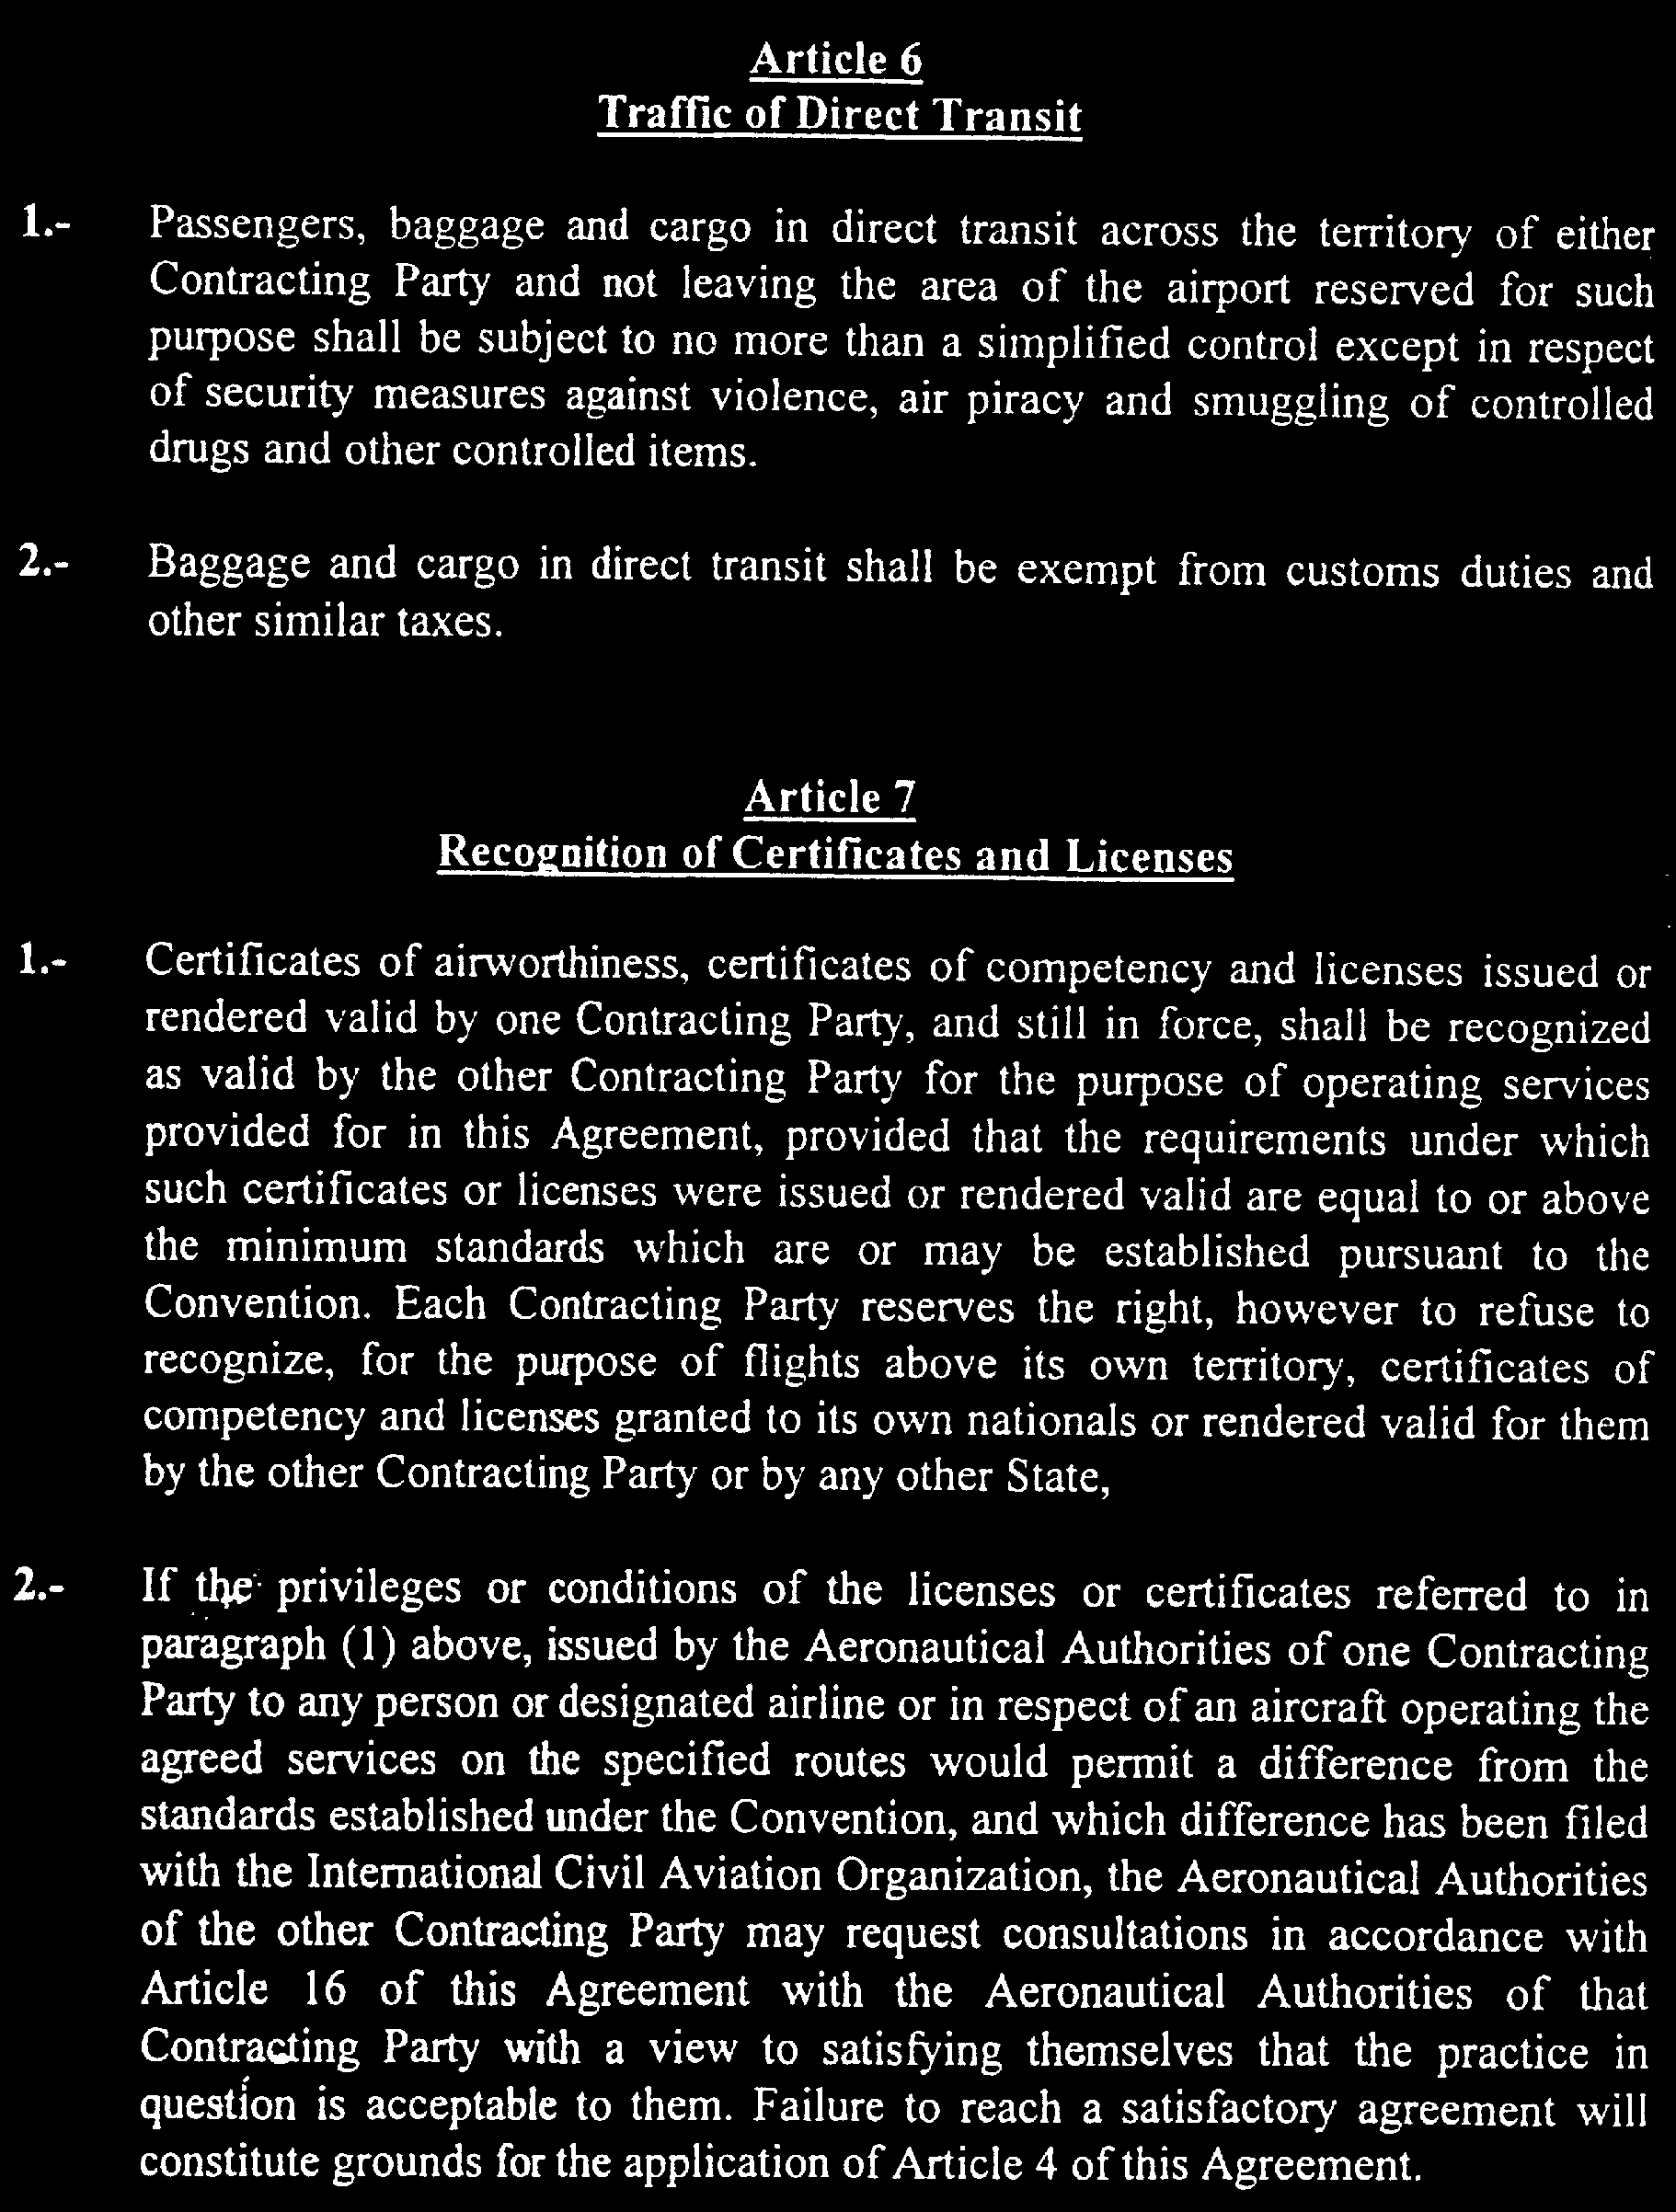 Article 6
Traffic of Direct Transit
1.- Passengers, baggage and cargo in direct transit across the territory of either
Contracting Party and not leaving the area of the airport reserved for such
purpose shall be subject to no more than a simplified control except in respect
of security measures against violence, air piracy and smuggling of controlled
drugs and other controlled items.
2.- Baggage and cargo in direct transit shall be exempt from customs duties and
other similar taxes.
Article 7
Recognition of Certificates and Licenses
1.- Certificates of airworthiness, certificates of competency and licenses issued or
rendered valid by one Contracting Party, and still in force, shall be recognized
as valid by the other Contracting Party for the purpose of operating services
provided for in this Agreement, provided that the requirements under which
such certificates or licenses were issued or rendered valid are equal to or above
the minimum standards which are or may be established pursuant to the
Convention. Each Contracting Party reserves the right, however to refuse to
recognize, for the purpose of flights above its own territory, certificates of
competency and licenses granted to its own nationals or rendered valid for them
by the other Contracting Party or by any other State,
2.- If the privileges or conditions of the licenses or certificates referred to in
paragraph (1) above, issued by the Aeronautical Authorities of one Contracting
Party to any person or designated airline or in respect of an aircraft operating the
agreed services on the specified routes would permit a difference from the
standards established under the Convention, and which difference has been filed
with the International Civil Aviation Organization, the Aeronautical Authorities
of the other Contracting Party may request consultations in accordance with
Article 16 of this Agreement with the Aeronautical Authorities of that
Contracting Party with a view to satisfying themselves that the practice in
question is acceptable to them. Failure to reach a satisfactory agreement will
constitute grounds for the application of Article 4 of this Agreement.